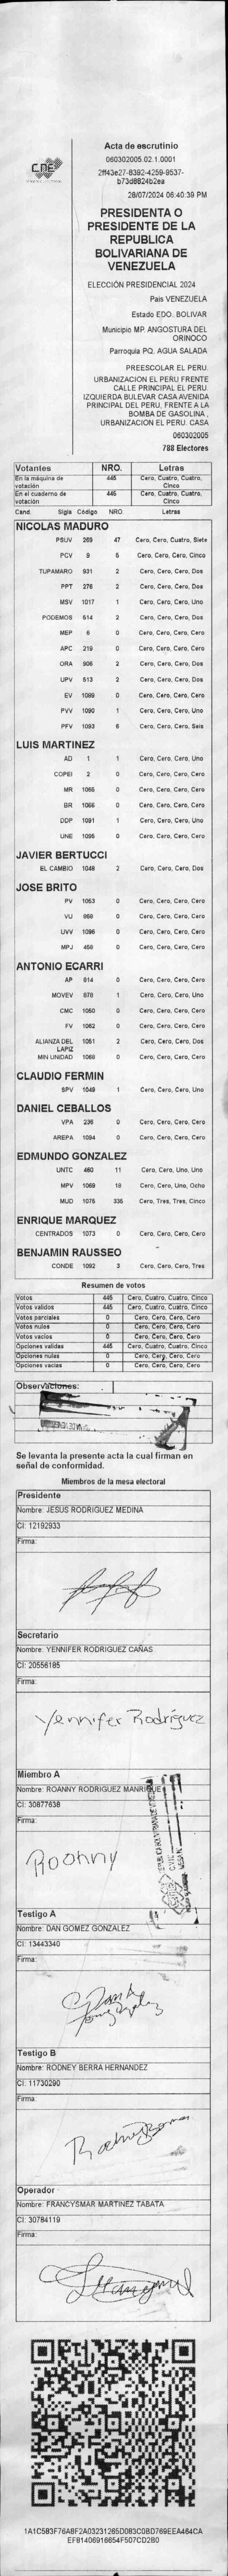 CNE
Acta de escrutinio
060302005.02.1.0001
2ff43e27-8392-4259-9537-
b73d8824b2ea
28/07/2024 06:40:39 PM
PRESIDENTA O
PRESIDENTE DE LA
REPUBLICA
BOLIVARIANA DE
VENEZUELA
ELECCIÓN PRESIDENCIAL 2024
Pais VENEZUELA
Estado EDO. BOLIVAR
Municipio MP. ANGOSTURA DEL
ORINOCO
Parroquia PQ. AGUA SALADA
PREESCOLAR EL PERU.
URBANIZACION EL PERU FRENTE
CALLE PRINCIPAL EL PERU.
IZQUIERDA BULEVAR CASA AVENIDA
PRINCIPAL DEL PERU, FRENTE A LA
BOMBA DE GASOLINA ,
URBANIZACION EL PERU. CASA
060302005
788 Electores
Votantes NRO. Letras
En la máquina de votación 445 Cero, Cuatro, Cuatro, Cinco
En el cuaderno de votación 445 Cero, Cuatro, Cuatro, Cinco
Cand. Sigla Código NRO. Letras
NICOLAS MADURO
PSUV 269 47 Cero, Cero, Cuatro, Siete
PCV 9 5 Cero, Cero, Cero, Cinco
TUPAMARO 931 2 Cero, Cero, Cero, Dos
PPT 276 2 Cero, Cero, Cero, Dos
MSV 1017 1 Cero, Cero, Cero, Uno
PODEMOS 514 2 Cero, Cero, Cero, Dos
MEP 6 0 Cero, Cero, Cero, Cero
APC 219 0 Cero, Cero, Cero, Cero
ORA 906 2 Cero, Cero, Cero, Dos
UPV 513 2 Cero, Cero, Cero, Dos
EV 1089 0 Cero, Cero, Cero, Cero
PVV 1090 1 Cero, Cero, Cero, Uno
PFV 1093 6 Cero, Cero, Cero, Seis
LUIS MARTINEZ
AD 1 1 Cero, Cero, Cero, Uno
COPEI 2 0 Cero, Cero, Cero, Cero
MR 1065 0 Cero, Cero, Cero, Cero
BR 1066 0 Cero, Cero, Cero, Cero
DDP 1091 1 Cero, Cero, Cero, Uno
UNE 1095 0 Cero, Cero, Cero, Cero
JAVIER BERTUCCI
EL CAMBIO 1048 2 Cero, Cero, Cero, Dos
JOSE BRITO
PV 1053 0 Cero, Cero, Cero, Cero
VU 968 0 Cero, Cero, Cero, Cero
UVV 1096 0 Cero, Cero, Cero, Cero
MPJ 458 0 Cero, Cero, Cero, Cero
ANTONIO ECARRI
AP 814 0 Cero, Cero, Cero, Cero
MOVEV 878 1 Cero, Cero, Cero, Uno
CMC 1050 0 Cero, Cero, Cero, Cero
FV 1062 0 Cero, Cero, Cero, Cero
ALIANZA DEL LAPIZ 1051 2 Cero, Cero, Cero, Dos
MIN UNIDAD 1068 0 Cero, Cero, Cero, Cero
CLAUDIO FERMIN
SPV 1049 1 Cero, Cero, Cero, Uno
DANIEL CEBALLOS
VPA 236 0 Cero, Cero, Cero, Cero
AREPA 1094 0 Cero, Cero, Cero, Cero
EDMUNDO GONZALEZ
UNTC 460 11 Cero, Cero, Uno, Uno
MPV 1069 18 Cero, Cero, Uno, Ocho
MUD 1075 335 Cero, Tres, Tres, Cinco
ENRIQUE MARQUEZ
CENTRADOS 1073 0 Cero, Cero, Cero, Cero
BENJAMIN RAUSSEO
CONDE 1092 3 Cero, Cero, Cero, Tres
Resumen de votos
Votos 445 Cero, Cuatro, Cuatro, Cinco
Votos validos 445 Cero, Cuatro, Cuatro, Cinco
Votos parciales 0 Cero, Cero, Cero, Cero
Votos nulos 0 Cero, Cero, Cero, Cero
Votos vacios 0 Cero, Cero, Cero, Cero
Opciones validas 445 Cero, Cuatro, Cuatro, Cinco
Opciones nulas 0 Cero, Cero, Cero, Cero
Opciones vacias 0 Cero, Cero, Cero, Cero
Observaciones:
Se levanta la presente acta la cual firman en
señal de conformidad.
Miembros de la mesa electoral
Presidente
Nombre: JESUS RODRIGUEZ MEDINA
CI: 12192933
Firma:
Secretario
Nombre: YENNIFER RODRIGUEZ CAÑAS
CI: 20556185
Firma:
Yennifer Rodríguez
Miembro A
Nombre: ROANNY RODRIGUEZ MANRIQUE
CI: 30877638
Firma:
Roanny
Testigo A
Nombre: DAN GOMEZ GONZALEZ
CI: 13443340
Firma:
Testigo B
Nombre: RODNEY BERRA HERNANDEZ
CI: 11730290
Firma:
Operador
Nombre: FRANCYSMAR MARTINEZ TABATA
CI: 30784119
Firma:
1A1C583F76A8F2A03231265D083C08D769EEA484CA
EF81406916654F507CD2B0